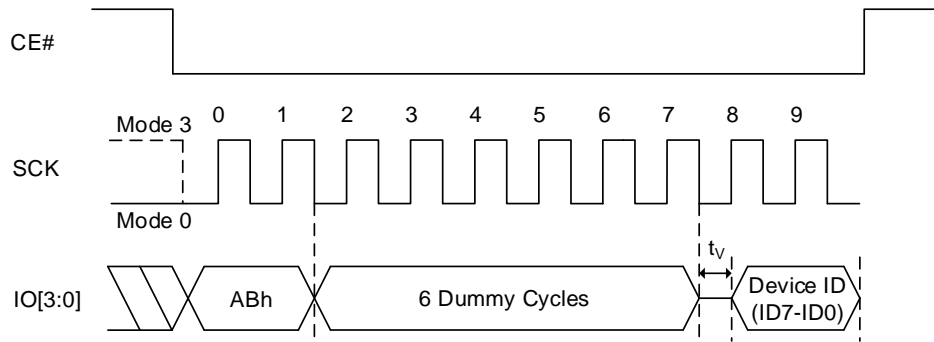 CE#
0 1 2 3 4 5 6 7 8 9
Mode 3
SCK
Mode 0
tV
IO[3:0]
ABh
6 Dummy Cycles
Device ID
(ID7-ID0)